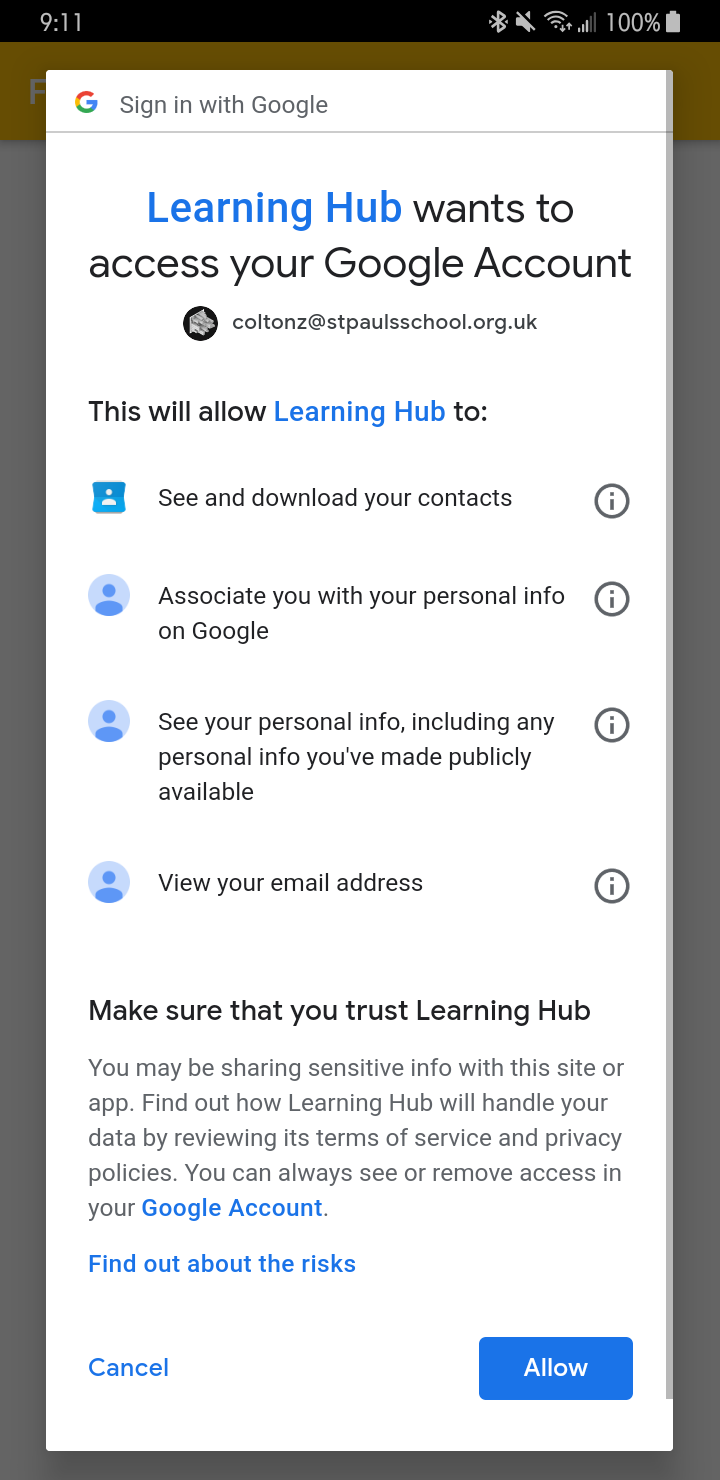 9:11
100%
F
Sign in with Google
Learning Hub wants to
access your Google Account
coltonz@stpaulsschool.org.uk
This will allow Learning Hub to:
See and download your contacts
Associate you with your personal info
on Google
See your personal info, including any
personal info you've made publicly
available
View your email address
Make sure that you trust Learning Hub
You may be sharing sensitive info with this site or
app. Find out how Learning Hub will handle your
data by reviewing its terms of service and privacy
policies. You can always see or remove access in
your Google Account.
Find out about the risks
Cancel
Allow